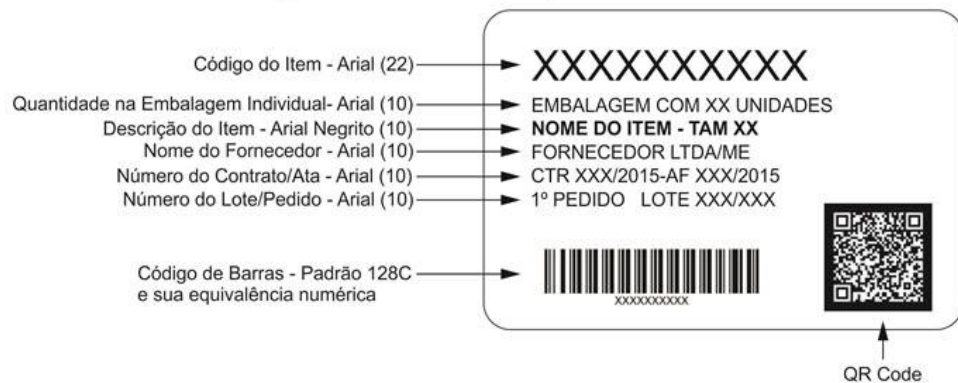 Código do Item - Arial (22)
XXXXXXXXXX
Quantidade na Embalagem Individual- Arial (10)
EMBALAGEM COM XX UNIDADES
Descrição do Item - Arial Negrito (10)
NOME DO ITEM - TAM XX
Nome do Fornecedor - Arial (10)
FORNECEDOR LTDA/ME
Número do Contrato/Ata - Arial (10)
CTR XXX/2015-AF XXX/2015
Número do Lote/Pedido - Arial (10)
1º PEDIDO LOTE XXX/XXX
Código de Barras - Padrão 128C
e sua equivalência numérica
XXXXXXXXXX
QR Code